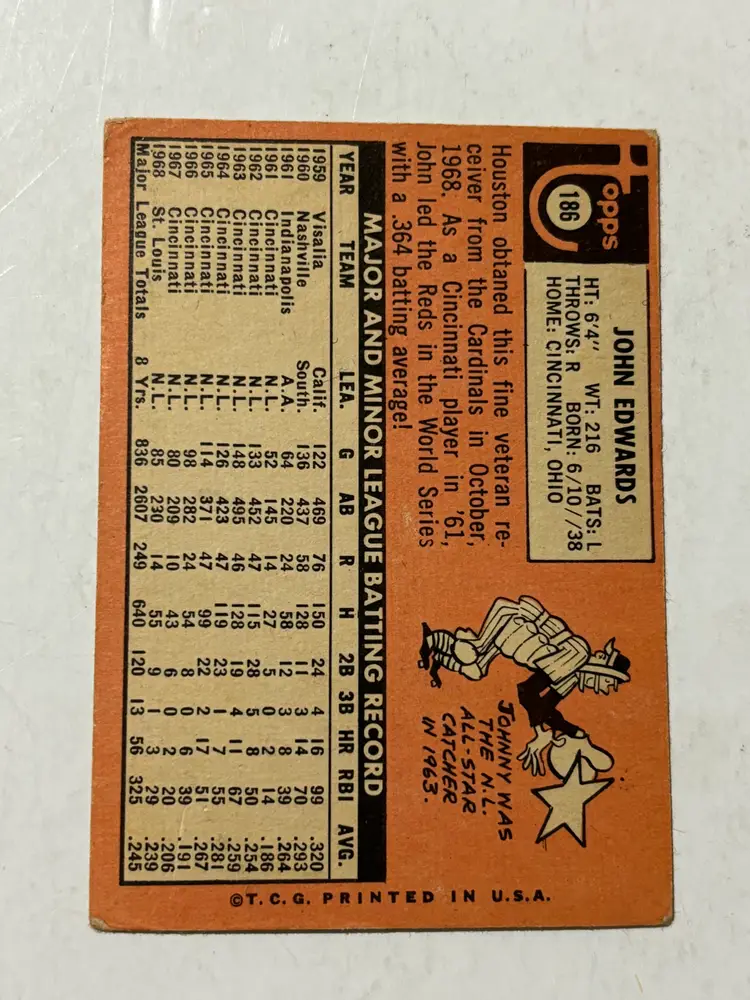 Topps
186
JOHN EDWARDS
HT: 6'4" WT: 216 BATS: L
THROWS: R BORN: 6/10//38
HOME: CINCINNATI, OHIO
Houston obtaned this fine veteran re-
ceiver from the Cardinals in October,
1968. As a Cincinnati player in '61,
John led the Reds in the World Series
with a .364 batting average!
JOHNNY WAS
THE N.L.
ALL-STAR
CATCHER
IN 1963.
MAJOR AND MINOR LEAGUE BATTING RECORD
YEAR TEAM LEA. G AB R H 2B 3B HR RBI AVG.
1959 Visalia Calif. 122 469 76 150 24 4 16 99 .320
1960 Nashville South. 136 437 58 128 11 3 14 70 .293
1961 Indianapolis A.A. 64 220 24 58 12 3 8 39 .264
1961 Cincinnati N.L. 52 145 14 27 5 0 2 14 .186
1962 Cincinnati N.L. 133 452 47 115 28 5 8 50 .254
1963 Cincinnati N.L. 148 495 46 128 19 4 11 67 .259
1964 Cincinnati N.L. 126 423 47 119 23 1 7 55 .281
1965 Cincinnati N.L. 114 371 47 99 22 2 17 51 .267
1966 Cincinnati N.L. 98 282 24 54 8 0 6 39 .191
1967 Cincinnati N.L. 80 209 10 43 6 0 2 20 .206
1968 St. Louis N.L. 85 230 14 55 9 1 3 29 .239
Major League Totals 8 Yrs. 836 2607 249 640 120 13 56 325 .245
©T.C.G. PRINTED IN U.S.A.